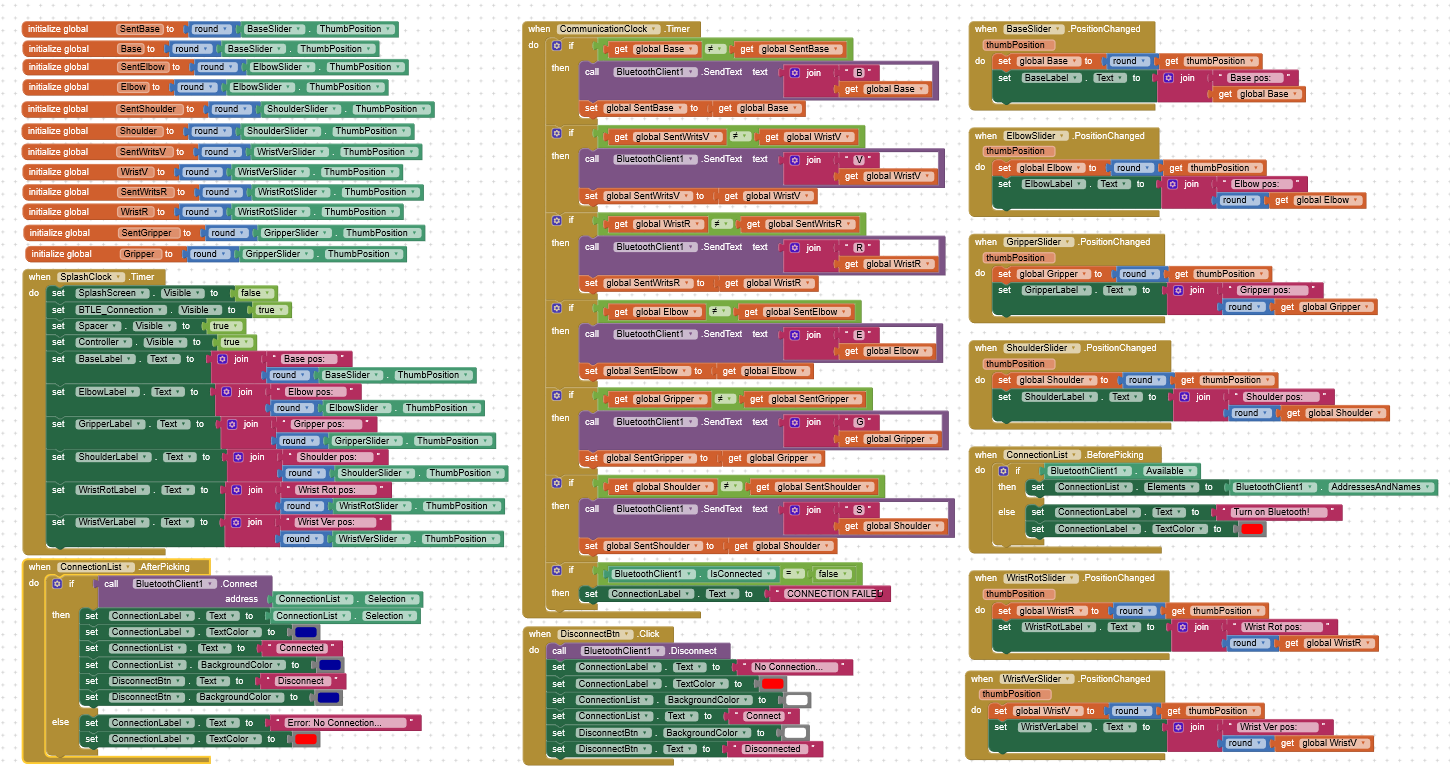 initialize global SentBase to round BaseSlider . ThumbPosition
initialize global Base to round BaseSlider . ThumbPosition
initialize global SentElbow to round ElbowSlider . ThumbPosition
initialize global Elbow to round ElbowSlider . ThumbPosition
initialize global SentShoulder to round ShoulderSlider . ThumbPosition
initialize global Shoulder to round ShoulderSlider . ThumbPosition
initialize global SentWritsV to round WristVerSlider . ThumbPosition
initialize global WristV to round WristVerSlider . ThumbPosition
initialize global SentWritsR to round WristRotSlider . ThumbPosition
initialize global WristR to round WristRotSlider . ThumbPosition
initialize global SentGripper to round GripperSlider . ThumbPosition
initialize global Gripper to round GripperSlider . ThumbPosition
when SplashClock .Timer
do set SplashScreen . Visible to false
set BTLE_Connection . Visible to true
set Spacer . Visible to true
set Controller . Visible to true
set BaseLabel . Text to join " Base pos: "
round BaseSlider . ThumbPosition
set ElbowLabel . Text to join " Elbow pos: "
round ElbowSlider . ThumbPosition
set GripperLabel . Text to join " Gripper pos: "
round GripperSlider . ThumbPosition
set ShoulderLabel . Text to join " Shoulder pos: "
round ShoulderSlider . ThumbPosition
set WristRotLabel . Text to join " Wrist Rot pos: "
round WristRotSlider . ThumbPosition
set WristVerLabel . Text to join " Wrist Ver pos: "
round WristVerSlider . ThumbPosition
when ConnectionList .AfterPicking
do if call BluetoothClient1 .Connect
address ConnectionList . Selection
then set ConnectionLabel . Text to ConnectionList . Selection
set ConnectionLabel . TextColor to
set ConnectionList . Text to " Connected "
set ConnectionList . BackgroundColor to
set DisconnectBtn . Text to " Disconnect "
set DisconnectBtn . BackgroundColor to
else set ConnectionLabel . Text to " Error: No Connection... "
set ConnectionLabel . TextColor to
when CommunicationClock .Timer
do if get global Base ≠ get global SentBase
then call BluetoothClient1 .SendText text join " B "
get global Base
set global SentBase to get global Base
if get global SentWritsV ≠ get global WristV
then call BluetoothClient1 .SendText text join " V "
get global WristV
set global SentWritsV to get global WristV
if get global WristR ≠ get global SentWritsR
then call BluetoothClient1 .SendText text join " R "
get global WristR
set global SentWritsR to get global WristR
if get global Elbow ≠ get global SentElbow
then call BluetoothClient1 .SendText text join " E "
get global Elbow
set global SentElbow to get global Elbow
if get global Gripper ≠ get global SentGripper
then call BluetoothClient1 .SendText text join " G "
get global Gripper
set global SentGripper to get global Gripper
if get global Shoulder ≠ get global SentShoulder
then call BluetoothClient1 .SendText text join " S "
get global Shoulder
set global SentShoulder to get global Shoulder
if BluetoothClient1 . IsConnected = false
then set ConnectionLabel . Text to " CONNECTION FAILED "
when DisconnectBtn .Click
do call BluetoothClient1 .Disconnect
set ConnectionLabel . Text to " No Connection... "
set ConnectionLabel . TextColor to
set ConnectionList . BackgroundColor to
set ConnectionList . Text to " Connect "
set DisconnectBtn . BackgroundColor to
set DisconnectBtn . Text to " Disconnected "
when BaseSlider .PositionChanged
thumbPosition
do set global Base to round get thumbPosition
set BaseLabel . Text to join " Base pos: "
get global Base
when ElbowSlider .PositionChanged
thumbPosition
do set global Elbow to round get thumbPosition
set ElbowLabel . Text to join " Elbow pos: "
round get global Elbow
when GripperSlider .PositionChanged
thumbPosition
do set global Gripper to round get thumbPosition
set GripperLabel . Text to join " Gripper pos: "
round get global Gripper
when ShoulderSlider .PositionChanged
thumbPosition
do set global Shoulder to round get thumbPosition
set ShoulderLabel . Text to join " Shoulder pos: "
round get global Shoulder
when ConnectionList .BeforePicking
do if BluetoothClient1 . Available
then set ConnectionList . Elements to BluetoothClient1 . AddressesAndNames
else set ConnectionLabel . Text to " Turn on Bluetooth! "
set ConnectionLabel . TextColor to
when WristRotSlider .PositionChanged
thumbPosition
do set global WristR to round get thumbPosition
set WristRotLabel . Text to join " Wrist Rot pos: "
round get global WristR
when WristVerSlider .PositionChanged
thumbPosition
do set global WristV to round get thumbPosition
set WristVerLabel . Text to join " Wrist Ver pos: "
round get global WristV